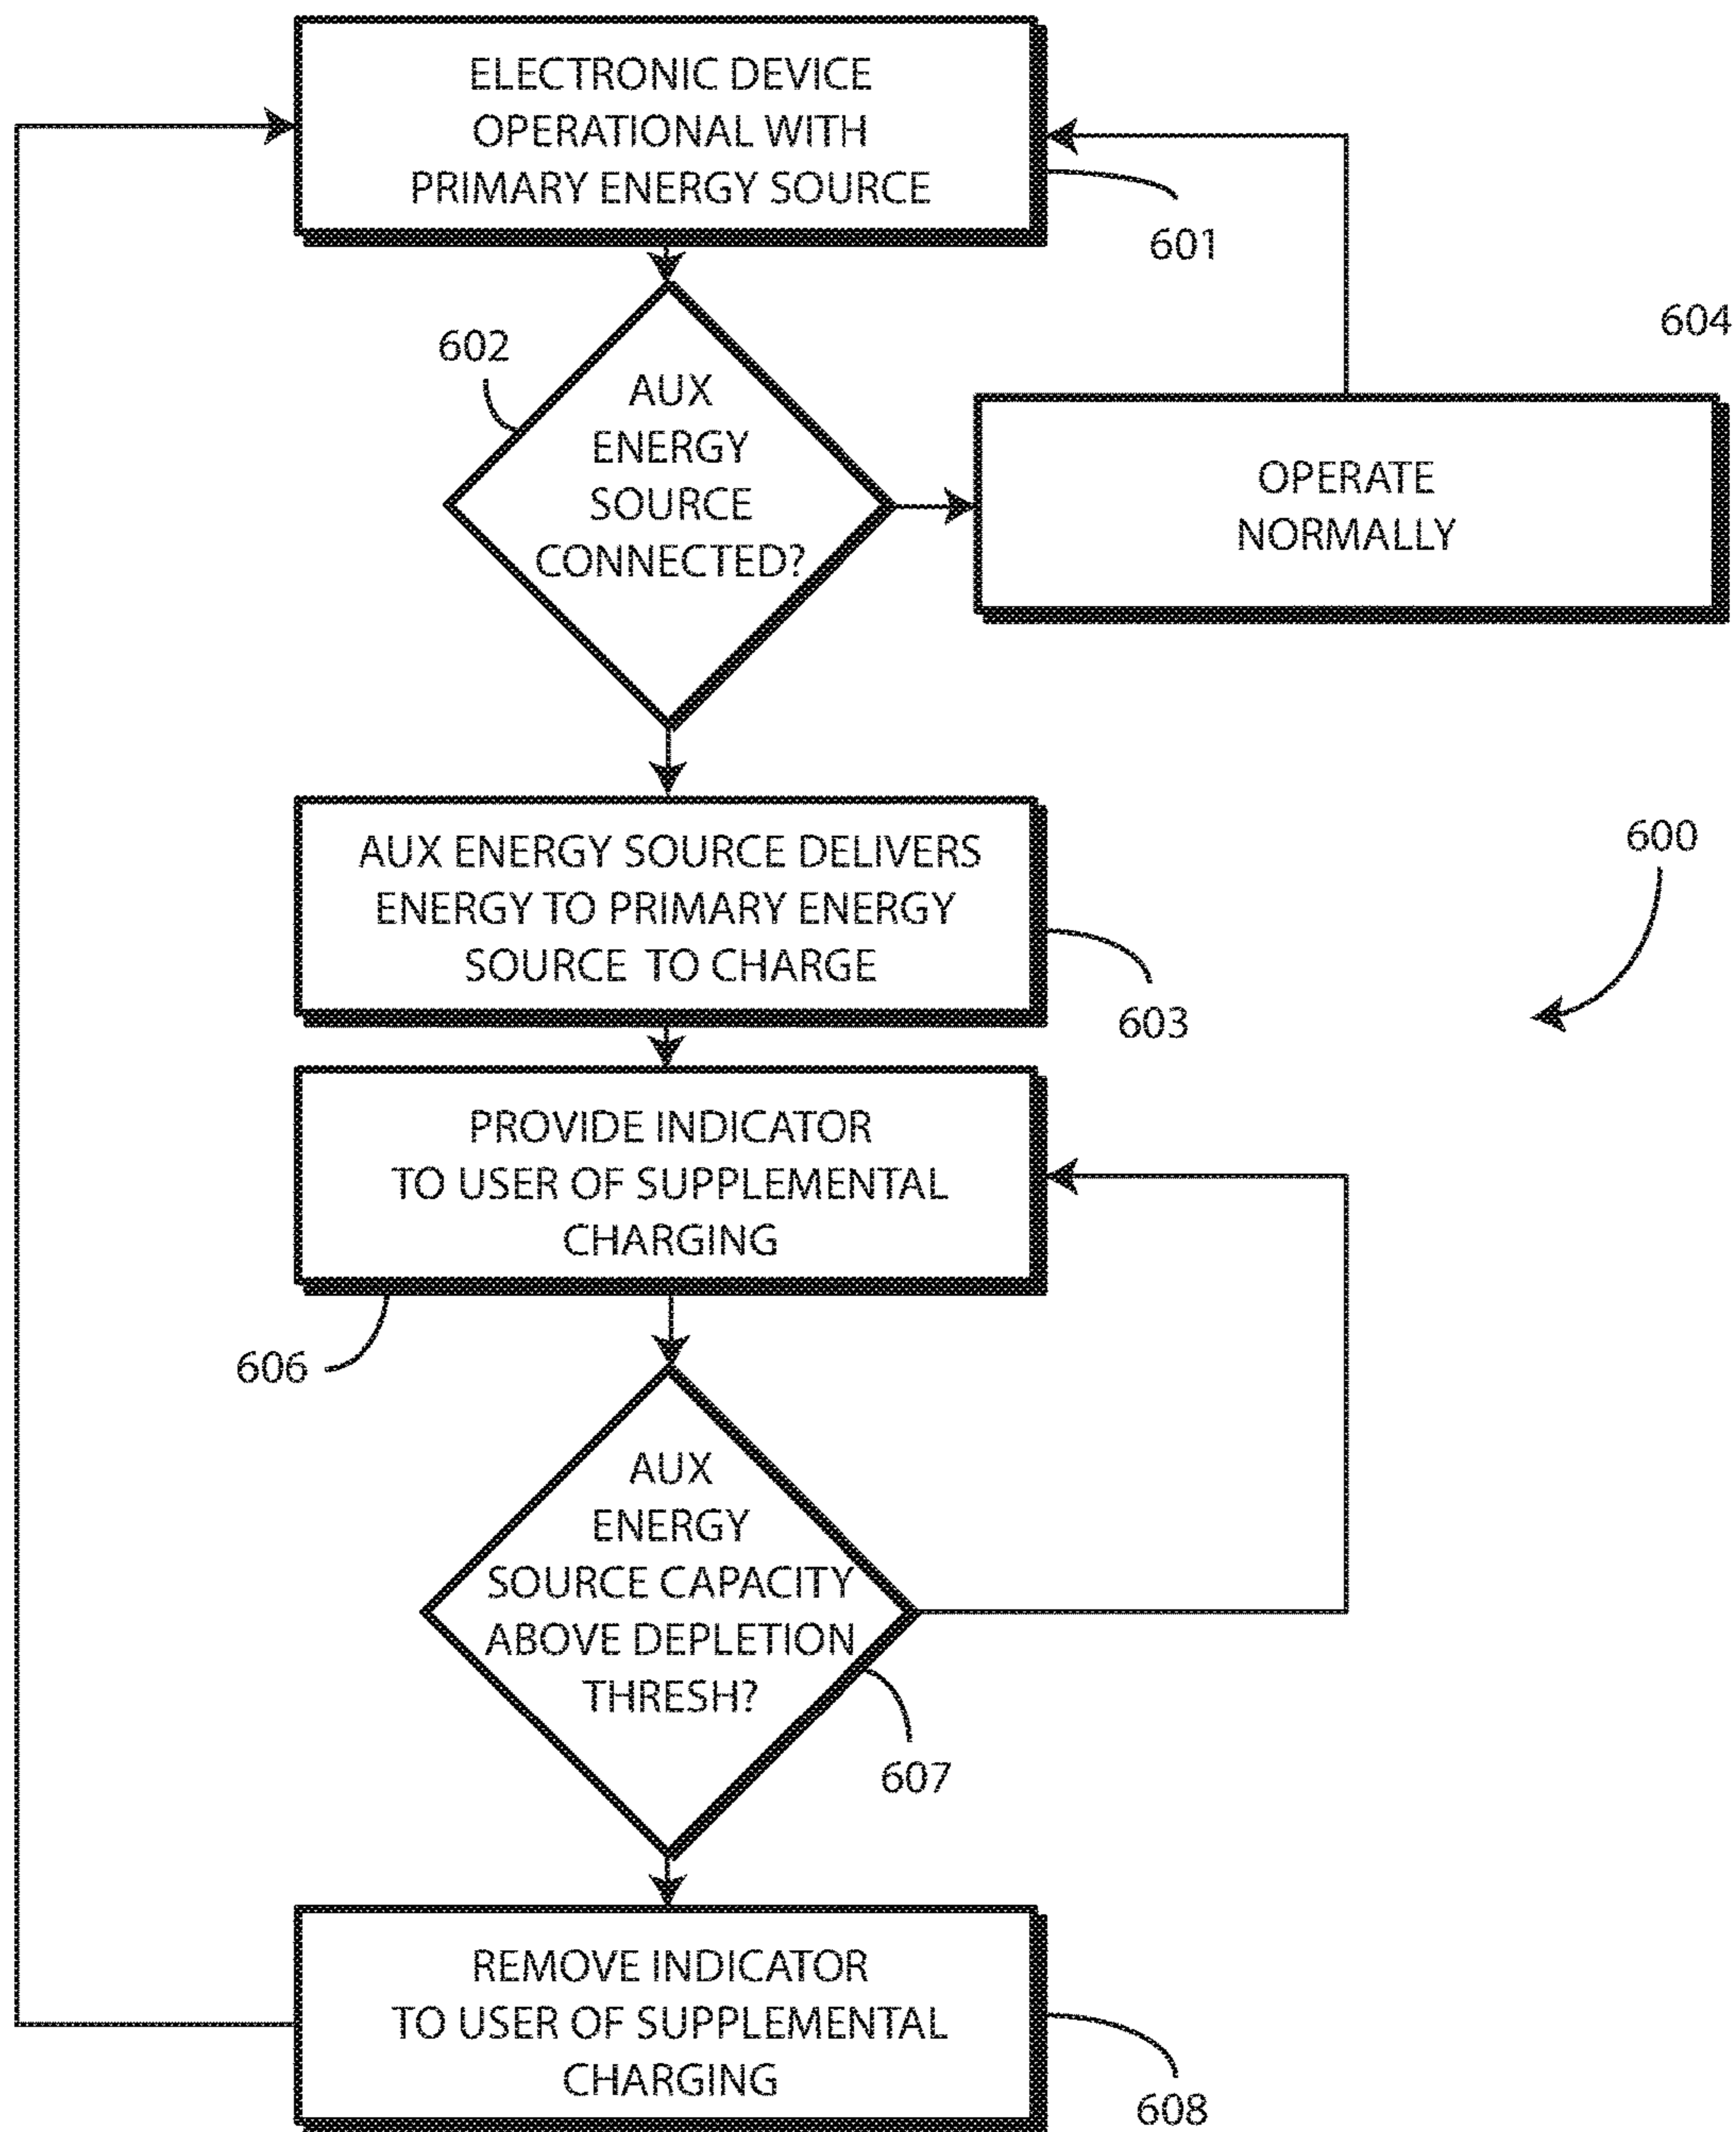 ELECTRONIC DEVICE
OPERATIONAL WITH
PRIMARY ENERGY SOURCE
601
604
602
AUX
ENERGY
SOURCE
CONNECTED?
OPERATE
NORMALLY
AUX ENERGY SOURCE DELIVERS
ENERGY TO PRIMARY ENERGY
SOURCE TO CHARGE
600
603
PROVIDE INDICATOR
TO USER OF SUPPLEMENTAL
CHARGING
606
AUX
ENERGY
SOURCE CAPACITY
ABOVE DEPLETION
THRESH?
607
REMOVE INDICATOR
TO USER OF SUPPLEMENTAL
CHARGING
608